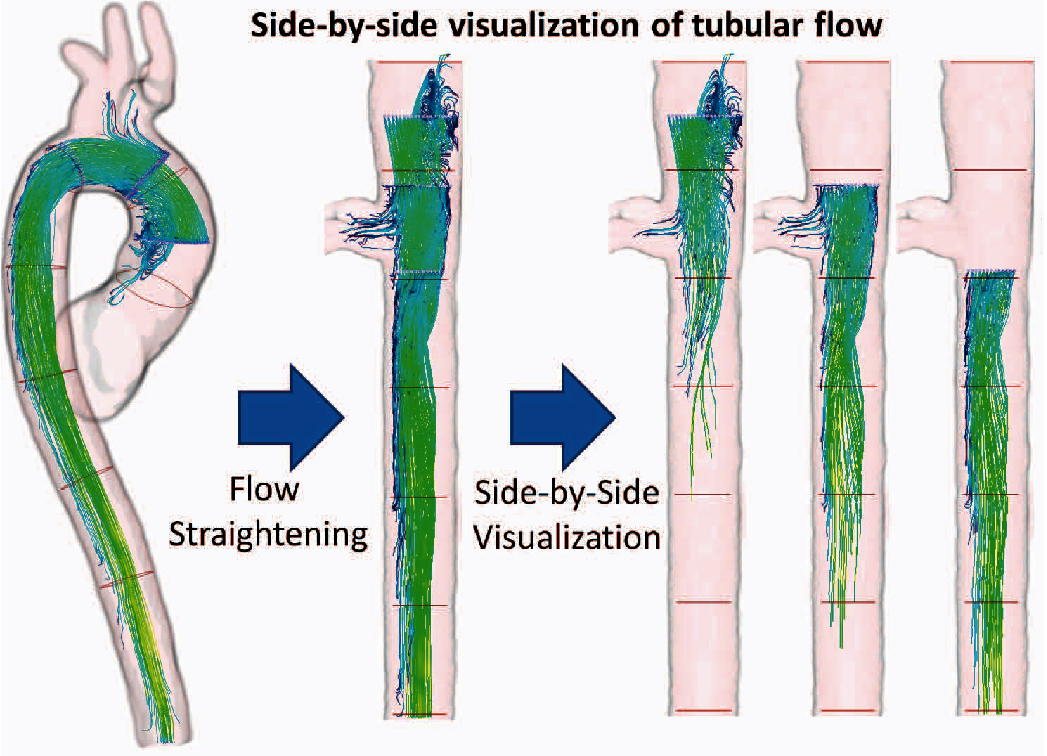 Side-by-side visualization of tubular flow
Flow
Straightening
Side-by-Side
Visualization